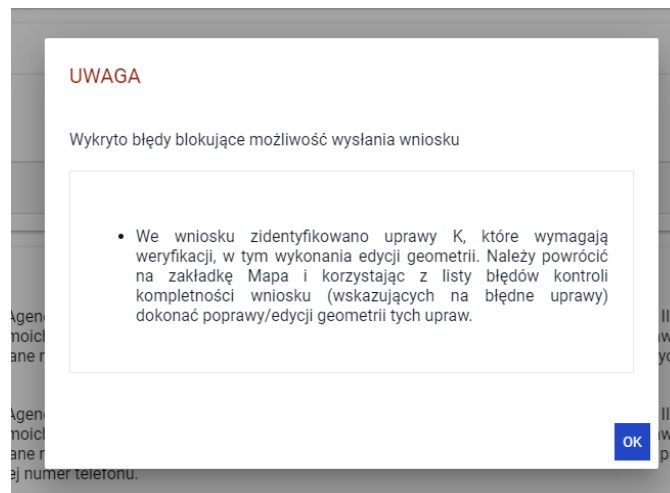 UWAGA
Wykryto błędy blokujące możliwość wysłania wniosku
• We wniosku zidentyfikowano uprawy K, które wymagają
weryfikacji, w tym wykonania edycji geometrii. Należy powrócić
na zakładkę Mapa i korzystając z listy błędów kontroli
kompletności wniosku (wskazujących na błędne uprawy)
dokonać poprawy/edycji geometrii tych upraw.
OK
ej numer telefonu.